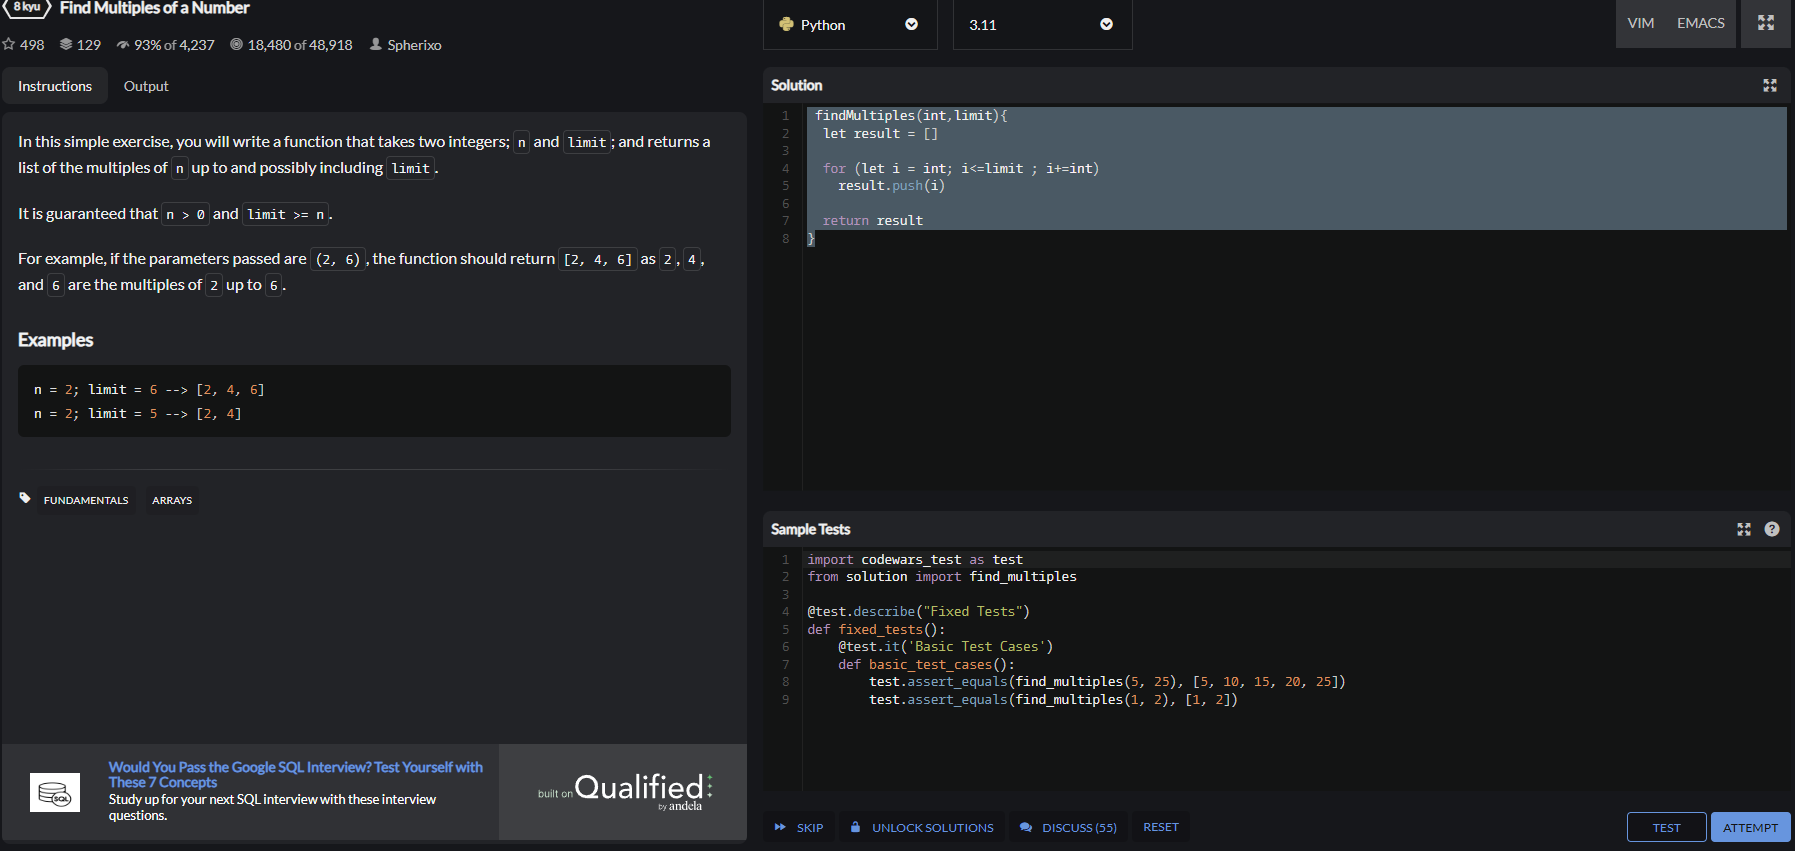 8 kyu Find Multiples of a Number
498 129 93% of 4,237 18,480 of 48,918 Spherixo
Instructions Output
In this simple exercise, you will write a function that takes two integers; n and limit; and returns a
list of the multiples of n up to and possibly including limit.
It is guaranteed that n > 0 and limit >= n.
For example, if the parameters passed are (2, 6), the function should return [2, 4, 6] as 2, 4,
and 6 are the multiples of 2 up to 6.
Examples
n = 2; limit = 6 --> [2, 4, 6]
n = 2; limit = 5 --> [2, 4]
FUNDAMENTALS ARRAYS
SQL
Would You Pass the Google SQL Interview? Test Yourself with
These 7 Concepts
Study up for your next SQL interview with these interview
questions.
built on Qualified
by andela
Python 3.11 VIM EMACS
Solution
1 findMultiples(int,limit){
2 let result = []
3
4 for (let i = int; i<=limit ; i+=int)
5 result.push(i)
6
7 return result
8 }
Sample Tests ?
1 import codewars_test as test
2 from solution import find_multiples
3
4 @test.describe("Fixed Tests")
5 def fixed_tests():
6 @test.it('Basic Test Cases')
7 def basic_test_cases():
8 test.assert_equals(find_multiples(5, 25), [5, 10, 15, 20, 25])
9 test.assert_equals(find_multiples(1, 2), [1, 2])
SKIP UNLOCK SOLUTIONS DISCUSS (55) RESET TEST ATTEMPT